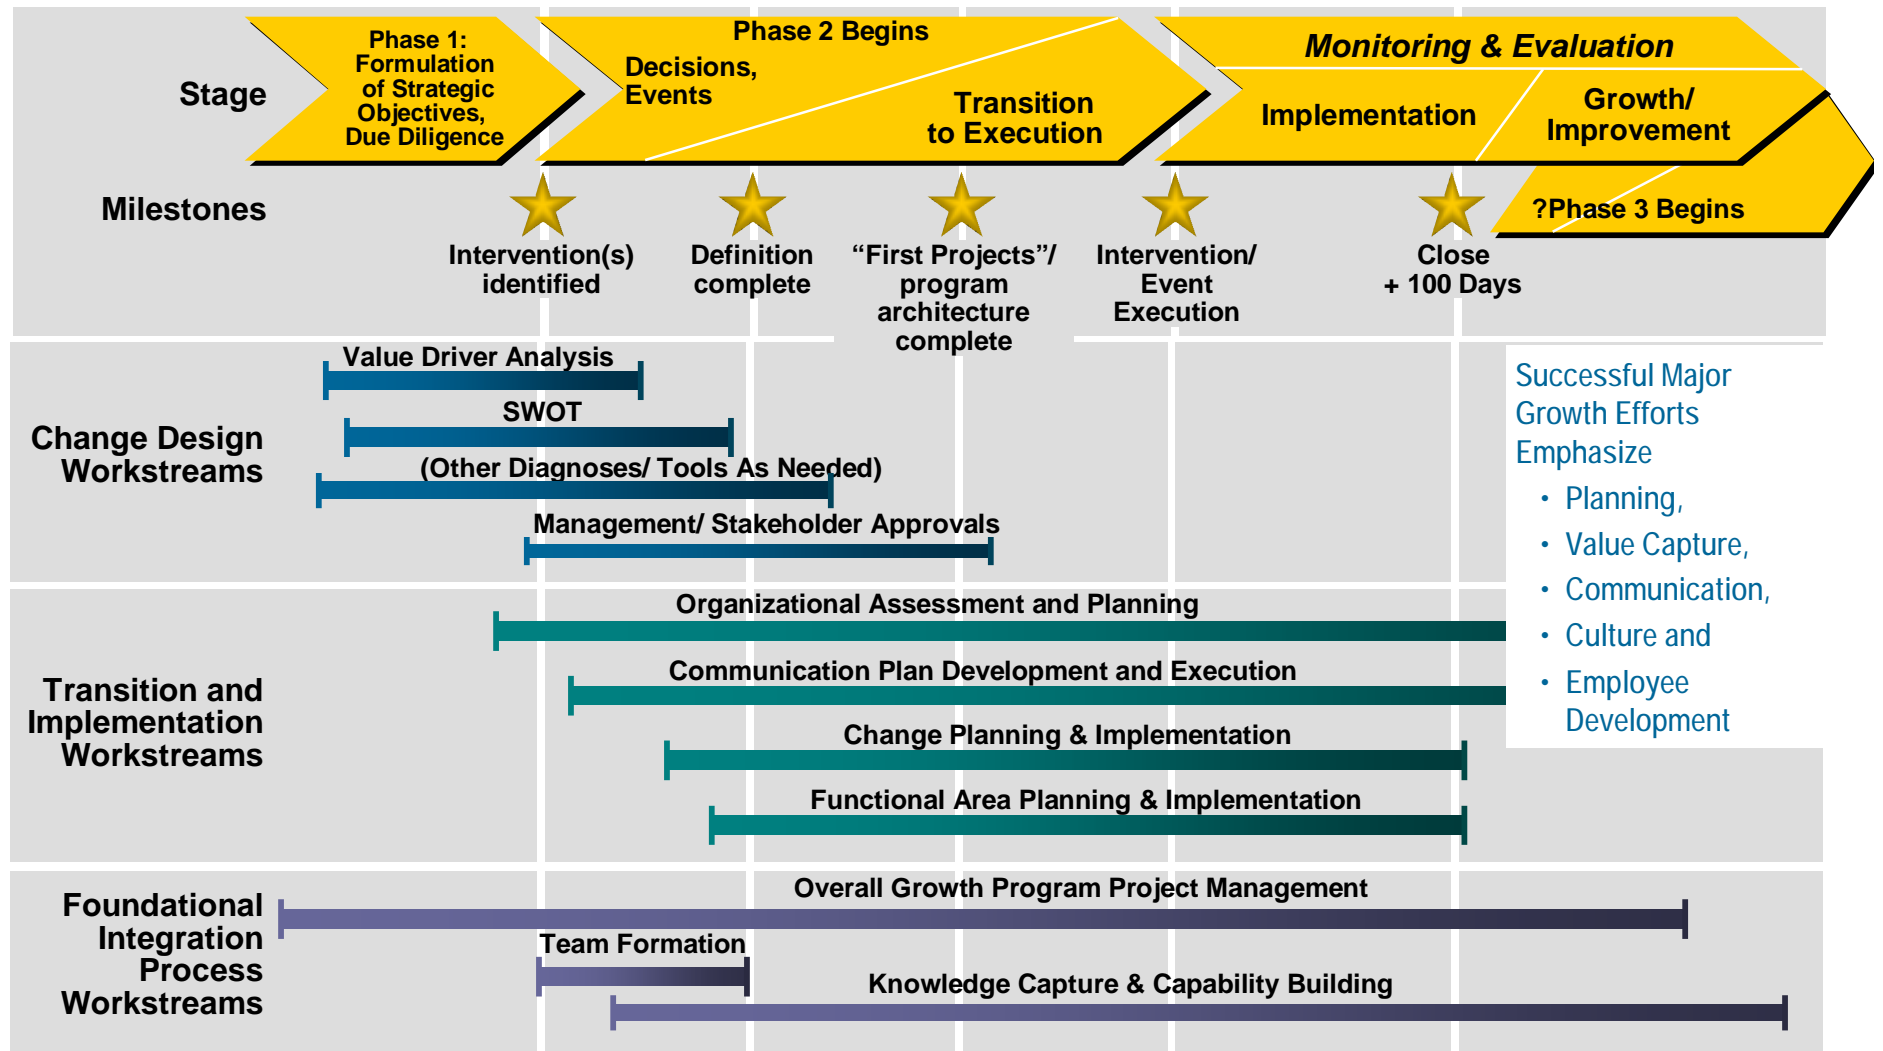 Stage
Phase 1:
Formulation
of Strategic
Objectives,
Due Diligence
Phase 2 Begins
Decisions,
Events
Transition
to Execution
Monitoring & Evaluation
Implementation
Growth/
Improvement
?Phase 3 Begins
Milestones
Intervention(s)
identified
Definition
complete
“First Projects”/
program
architecture
complete
Intervention/
Event
Execution
Close
+ 100 Days
Change Design
Workstreams
Value Driver Analysis
SWOT
(Other Diagnoses/ Tools As Needed)
Management/ Stakeholder Approvals
Successful Major
Growth Efforts
Emphasize
• Planning,
• Value Capture,
• Communication,
• Culture and
• Employee
Development
Transition and
Implementation
Workstreams
Organizational Assessment and Planning
Communication Plan Development and Execution
Change Planning & Implementation
Functional Area Planning & Implementation
Foundational
Integration
Process
Workstreams
Overall Growth Program Project Management
Team Formation
Knowledge Capture & Capability Building